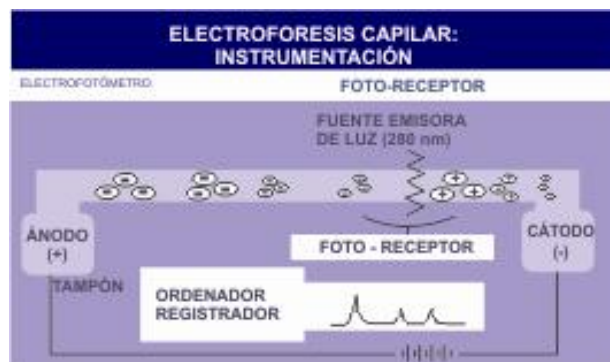 ELECTROFORESIS CAPILAR:
INSTRUMENTACIÓN
ELECTROFOTÓMETRO
FOTO-RECEPTOR
FUENTE EMISORA
DE LUZ (280 nm)
ÁNODO
(+)
CÁTODO
(-)
FOTO - RECEPTOR
TAMPÓN
ORDENADOR
REGISTRADOR